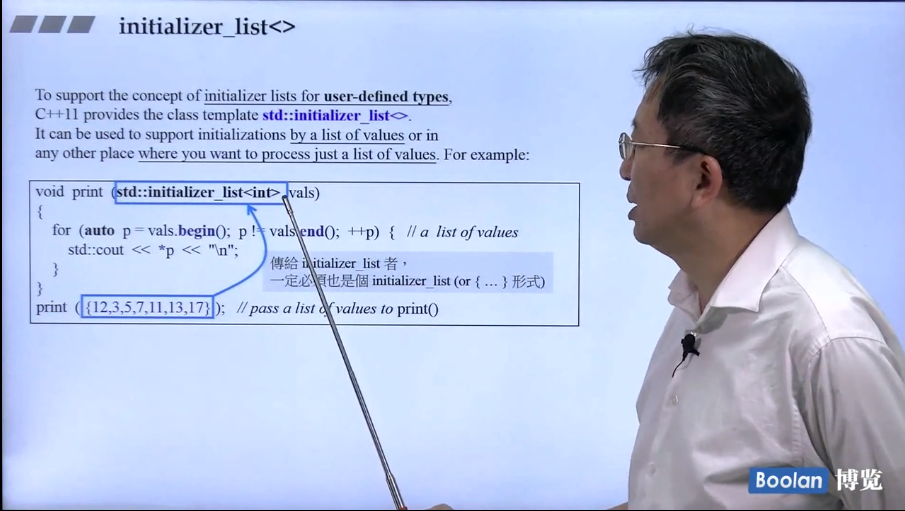 initializer_list<>
To support the concept of initializer lists for user-defined types,
C++11 provides the class template std::initializer_list<>.
It can be used to support initializations by a list of values or in
any other place where you want to process just a list of values. For example:
void print (std::initializer_list<int> vals)
{
for (auto p = vals.begin(); p != vals.end(); ++p) { // a list of values
std::cout << *p << "\n";
}
}
傳給 initializer_list 者，
一定必須也是個 initializer_list (or { ... } 形式)
print ( {12,3,5,7,11,13,17} ); // pass a list of values to print()
Boolan 博览